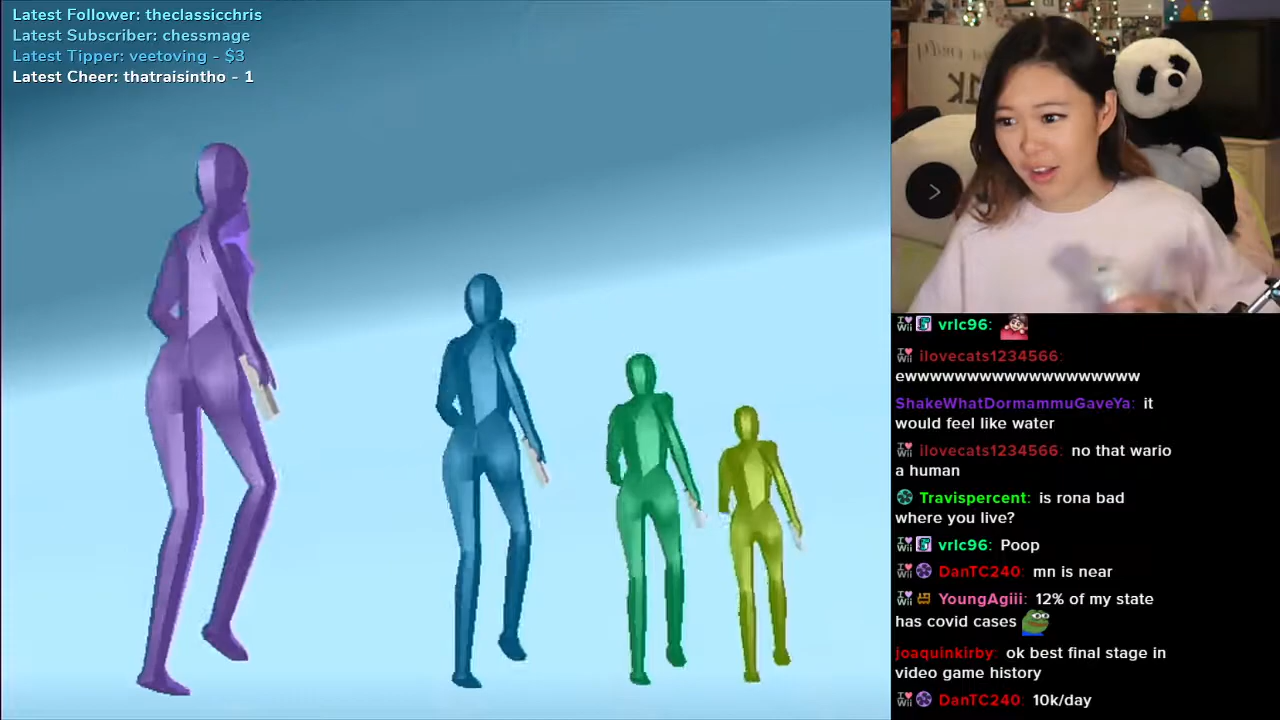 Latest Follower: theclassicchris
Latest Subscriber: chessmage
Latest Tipper: veetoving - $3
Latest Cheer: thatraisintho - 1
vrlc96:
ilovecats1234566:
ewwwwwwwwwwwwwwwwwww
ShakeWhatDormammuGaveYa: it
would feel like water
ilovecats1234566: no that wario
a human
Travispercent: is rona bad
where you live?
vrlc96: Poop
DanTC240: mn is near
YoungAgiii: 12% of my state
has covid cases
joaquinkirby: ok best final stage in
video game history
DanTC240: 10k/day